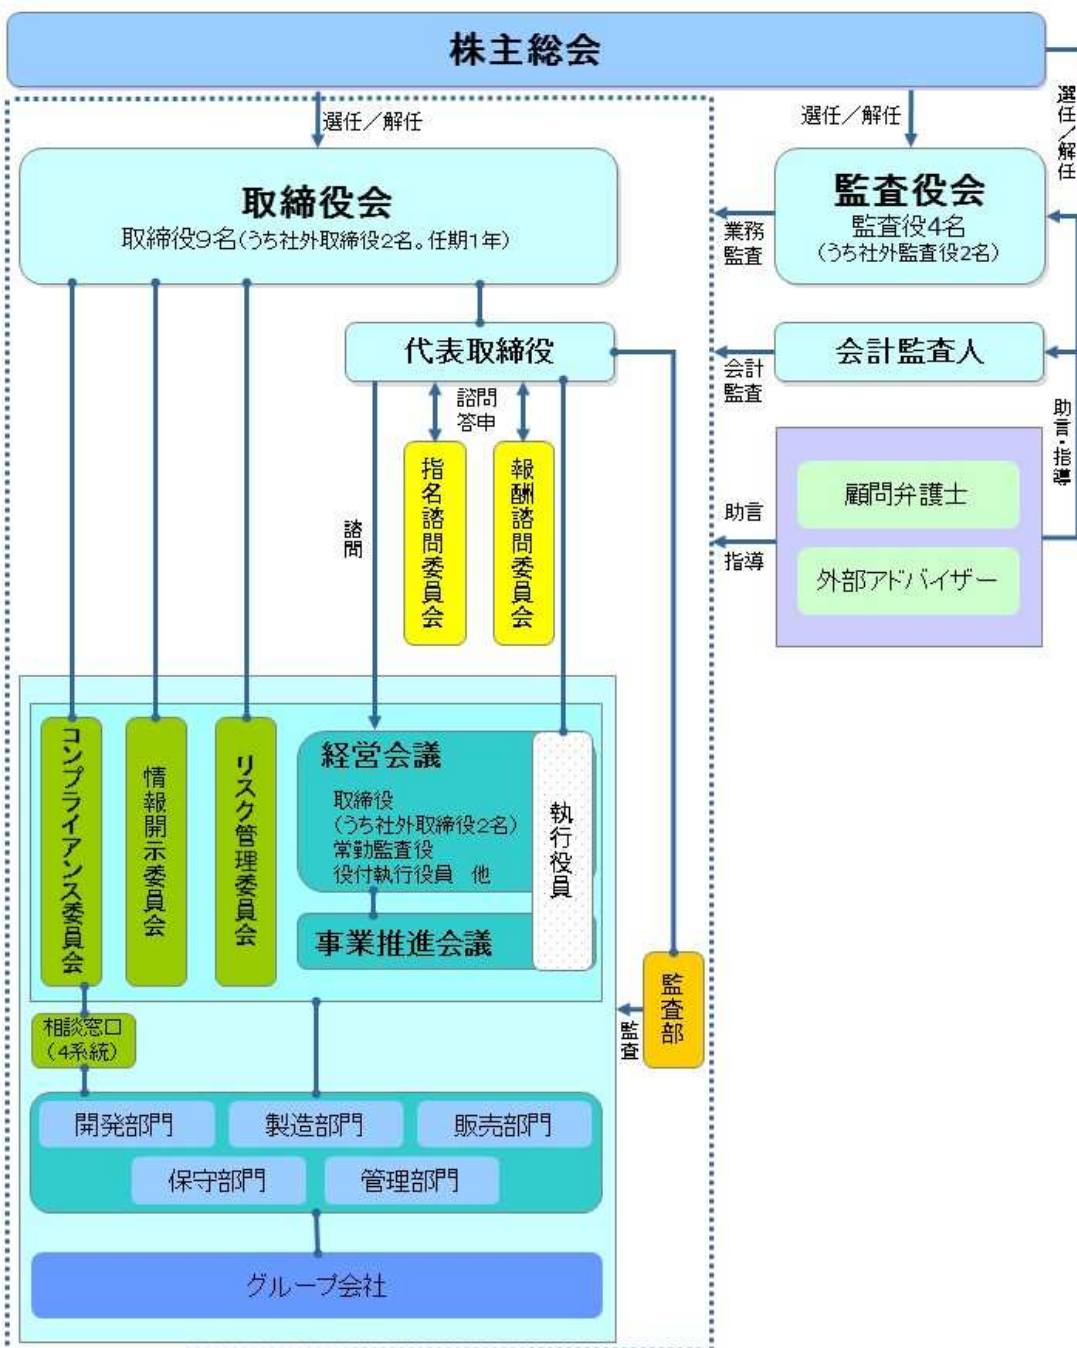 株主総会
選任／解任
選任／解任
選任／解任
取締役会
取締役9名(うち社外取締役2名。任期1年)
監査役会
監査役4名
(うち社外監査役2名)
業務
監査
代表取締役
会計監査人
会計
監査
諮問
答申
助言・指導
指名諮問委員会
報酬諮問委員会
諮問
顧問弁護士
外部アドバイザー
助言
指導
コンプライアンス委員会
情報開示委員会
リスク管理委員会
経営会議
取締役
(うち社外取締役2名)
常勤監査役
役付執行役員　他
執行役員
事業推進会議
監査部
監査
相談窓口
(4系統)
開発部門
製造部門
販売部門
保守部門
管理部門
グループ会社